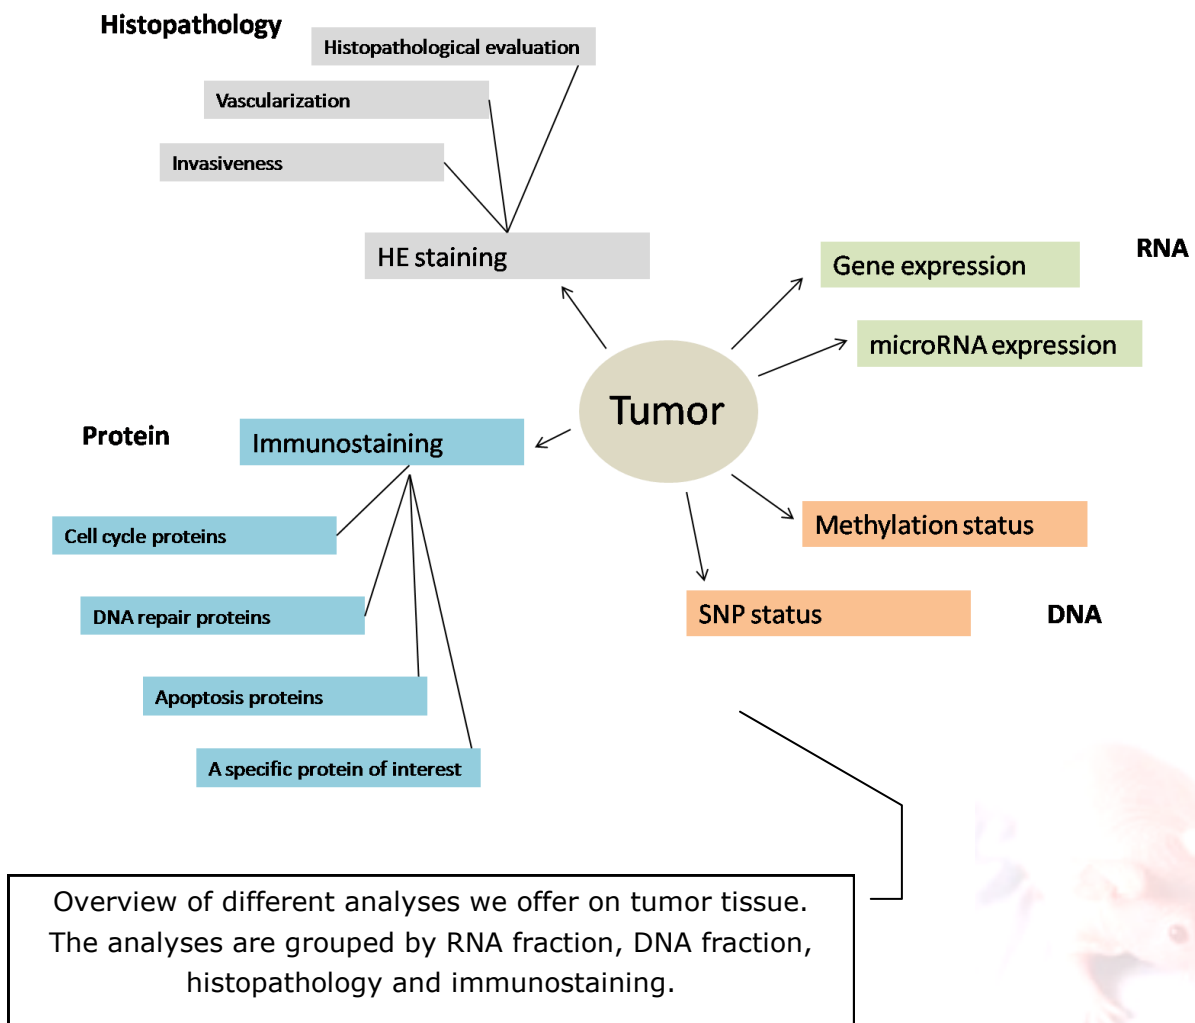 Histopathology
Histopathological evaluation
Vascularization
Invasiveness
HE staining
RNA
Gene expression
microRNA expression
Tumor
Protein
Immunostaining
Cell cycle proteins
DNA repair proteins
Apoptosis proteins
A specific protein of interest
Methylation status
SNP status
DNA
Overview of different analyses we offer on tumor tissue.
The analyses are grouped by RNA fraction, DNA fraction,
histopathology and immunostaining.